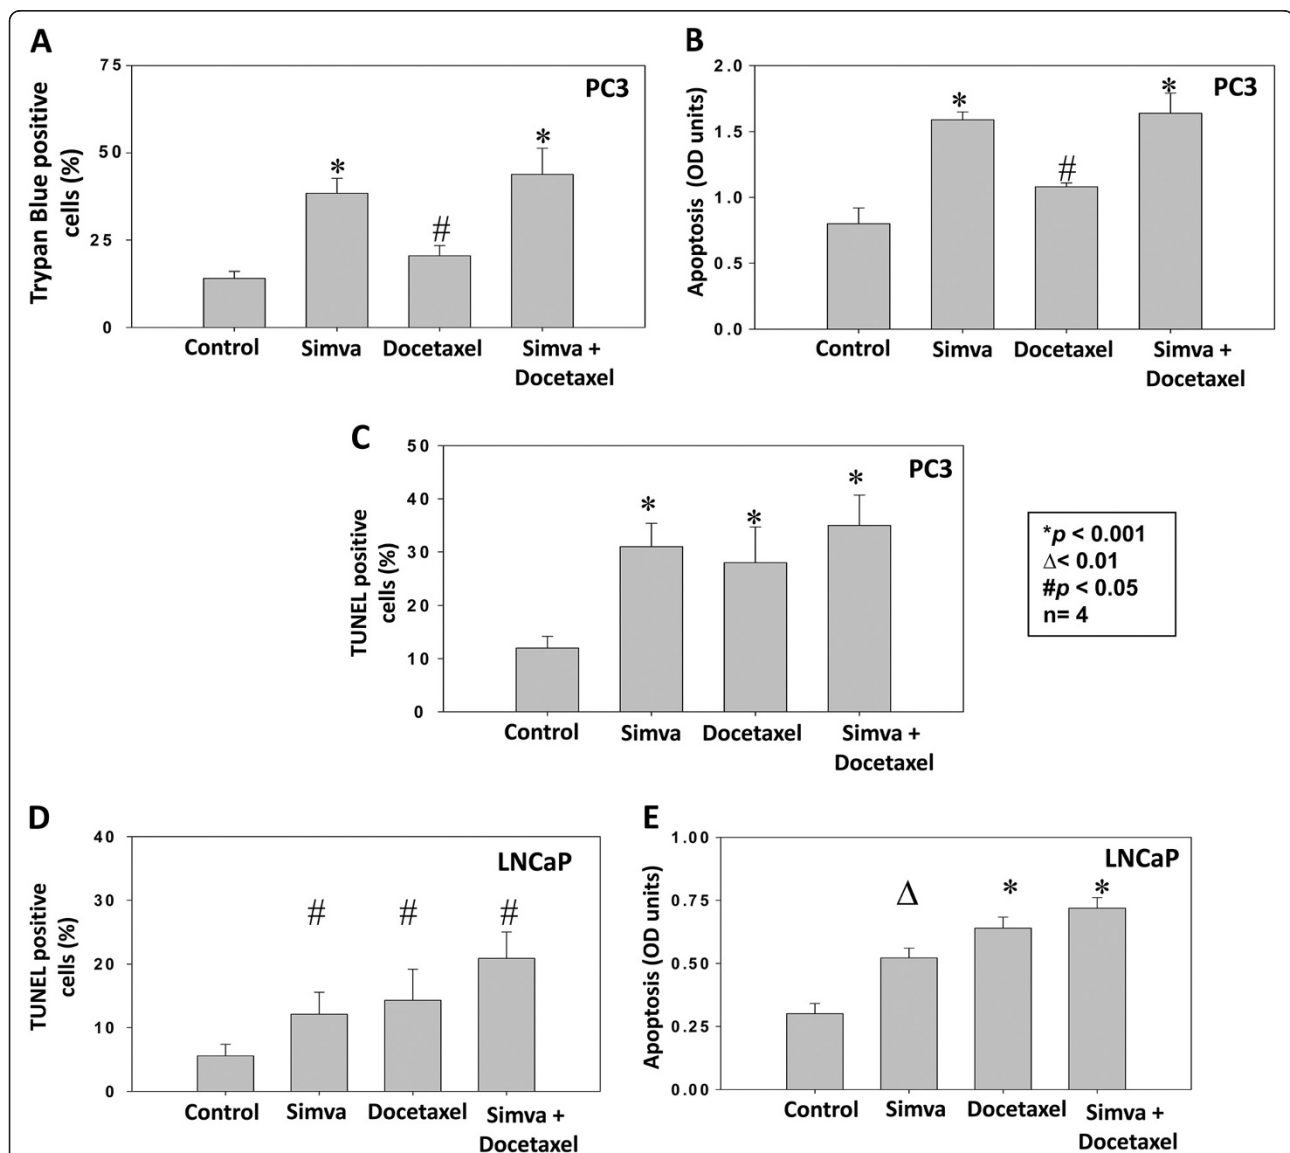 A
Trypan Blue positive
cells (%)
75
50
25
0
PC3
*
#
*
Control
Simva
Docetaxel
Simva +
Docetaxel
B
Apoptosis (OD units)
2.0
1.5
1.0
0.5
0.0
PC3
*
#
*
Control
Simva
Docetaxel
Simva +
Docetaxel
C
TUNEL positive
cells (%)
50
40
30
20
10
0
PC3
*
*
*
Control
Simva
Docetaxel
Simva +
Docetaxel
*p < 0.001
Δ< 0.01
#p < 0.05
n= 4
D
TUNEL positive
cells (%)
40
30
20
10
0
LNCaP
#
#
#
Control
Simva
Docetaxel
Simva +
Docetaxel
E
Apoptosis (OD units)
1.00
0.75
0.50
0.25
0.00
LNCaP
Δ
*
*
Control
Simva
Docetaxel
Simva +
Docetaxel